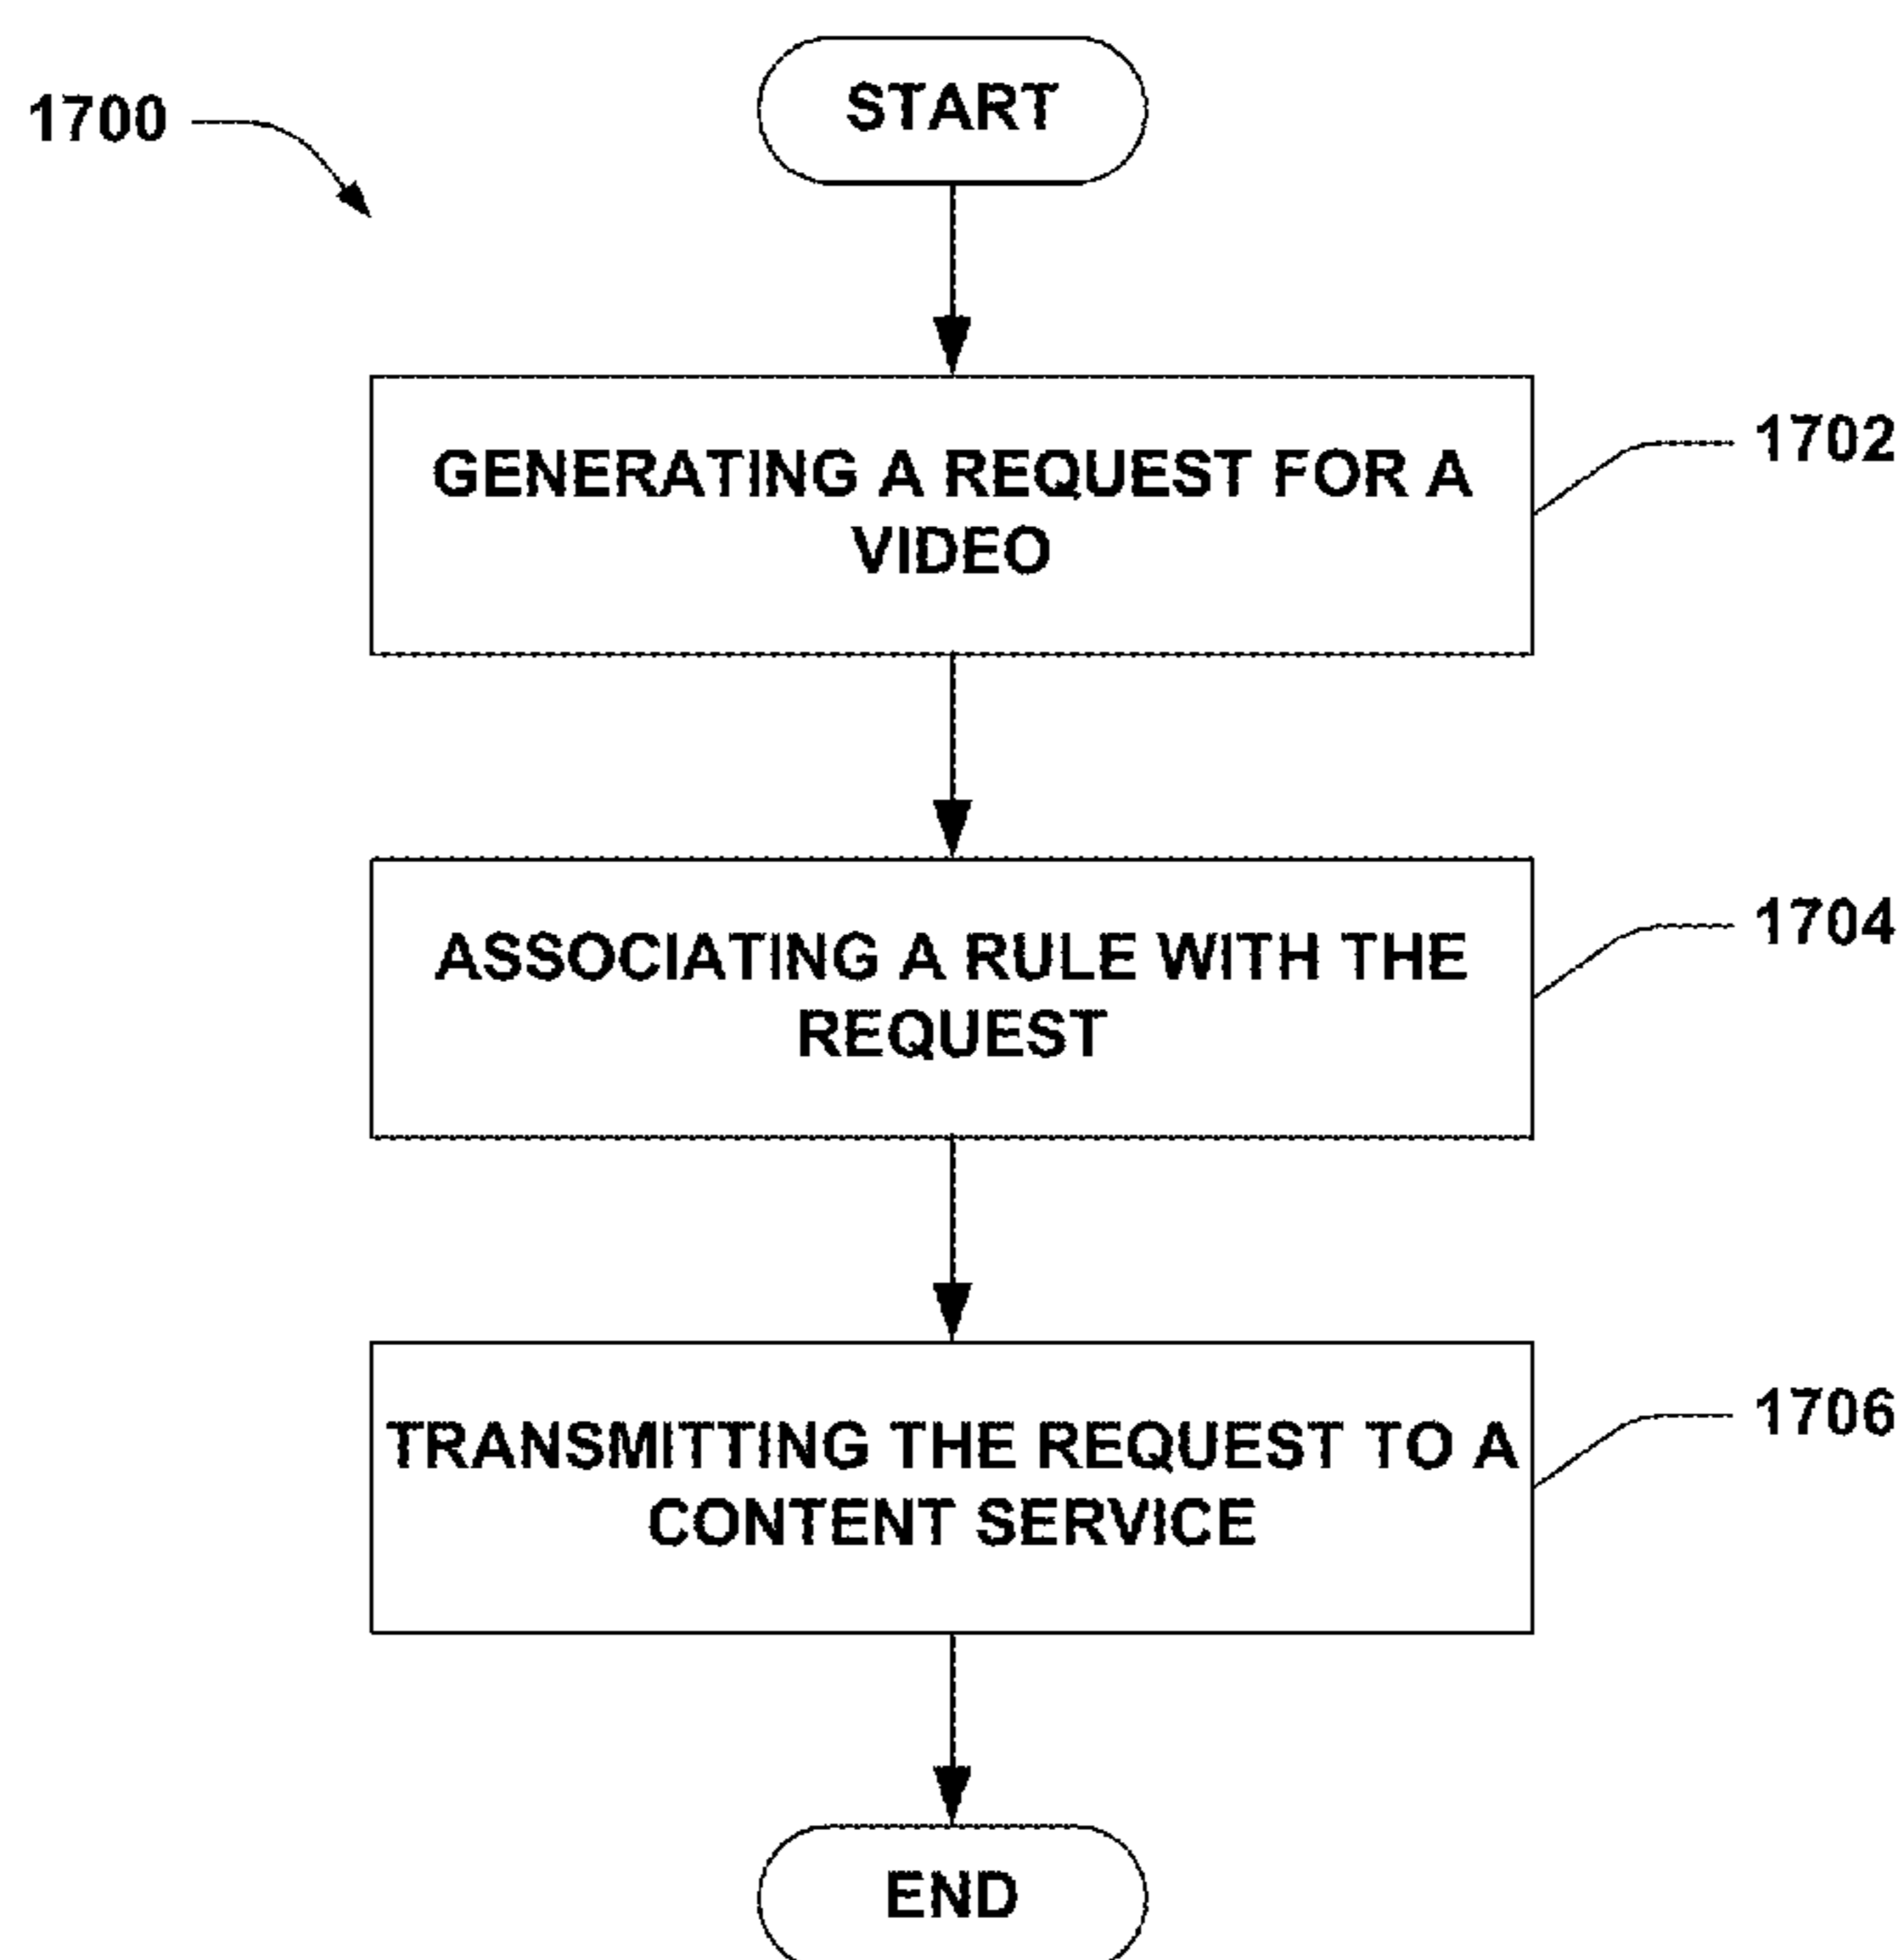 START
1700
GENERATING A REQUEST FOR A
VIDEO
1702
ASSOCIATING A RULE WITH THE
REQUEST
1704
TRANSMITTING THE REQUEST TO A
CONTENT SERVICE
1706
END